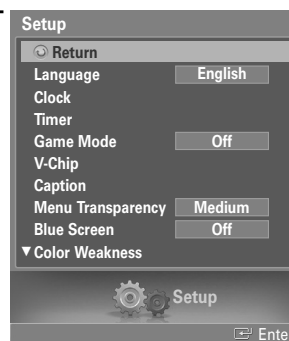 Setup
Return
Language English
Clock
Timer
Game Mode Off
V-Chip
Caption
Menu Transparency Medium
Blue Screen Off
▼ Color Weakness
Setup
Ente